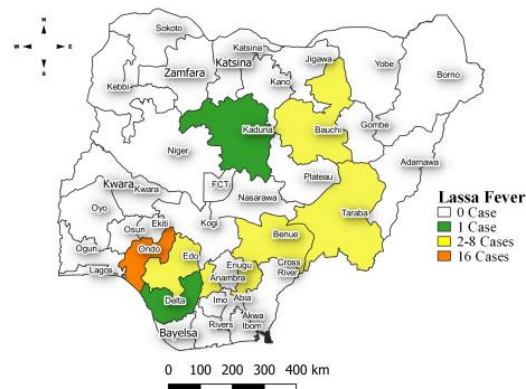 N
W E
S
Sokoto
Katsina
Katsina
Jigawa
Yobe
Borno
Zamfara
Kano
Kebbi
Kaduna
Bauchi
Gombe
Niger
Adamawa
Plateau
FCT
Kwara
Kwara
Nasarawa
Taraba
Oyo
Ekiti
Kogi
Osun
Ondo
Benue
Ogun
Edo
Enugu
Cross
River
Lagos
Anambra
Delta
Imo
Abia
Bayelsa
Rivers
Akwa
Ibom
Lassa Fever
0 Case
1 Case
2-8 Cases
16 Cases
0 100 200 300 400 km